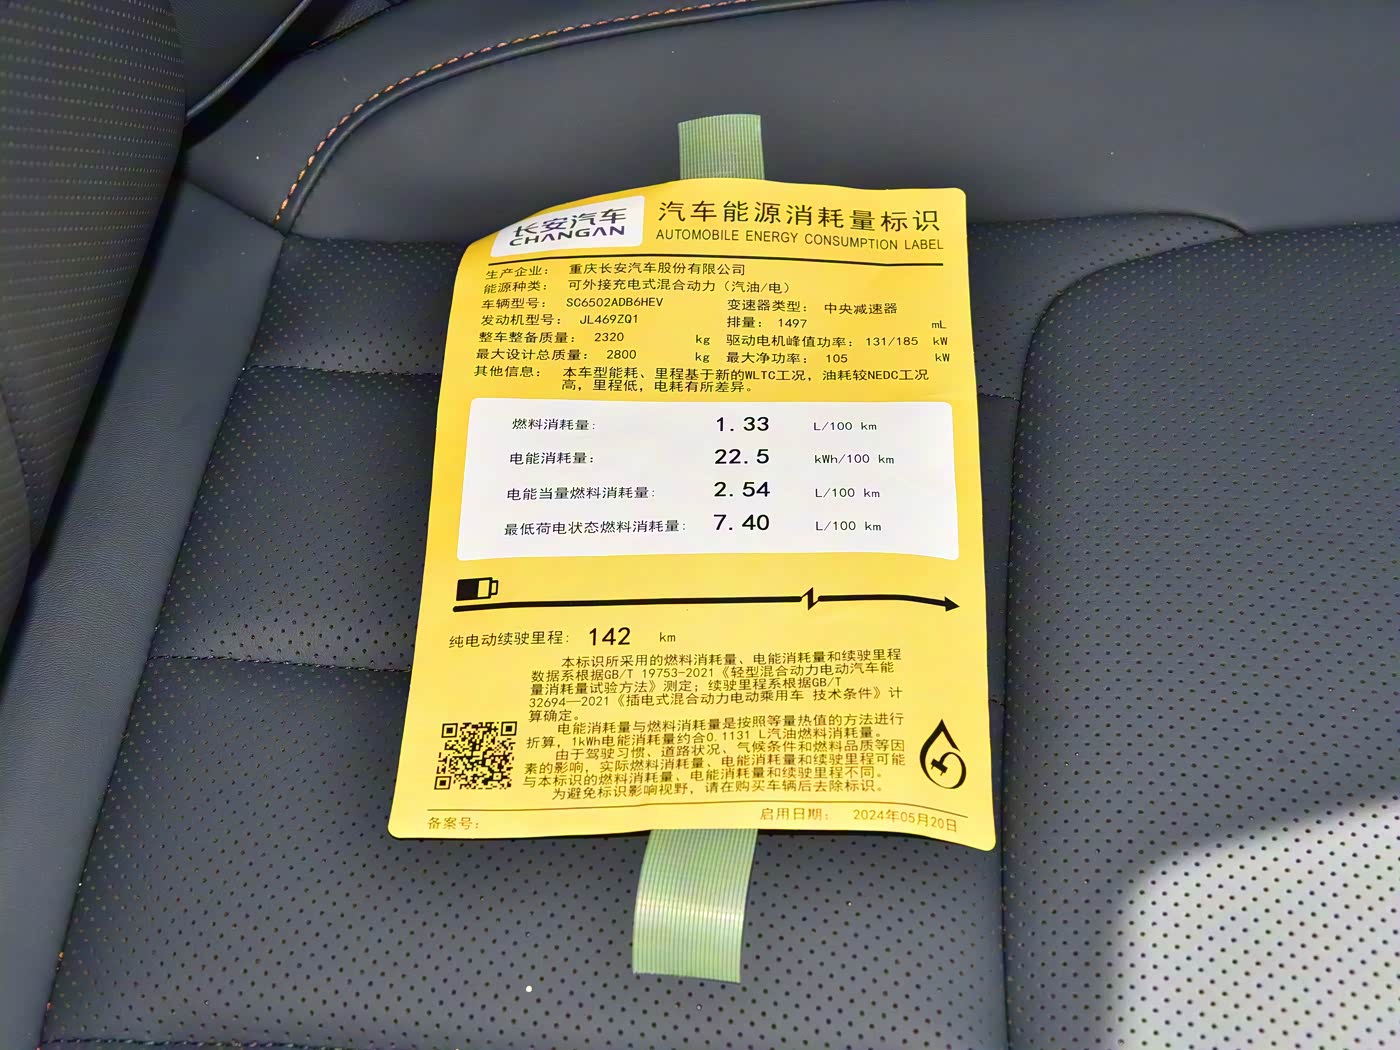 长安汽车
CHANGAN
汽车能源消耗量标识
AUTOMOBILE ENERGY CONSUMPTION LABEL
生产企业： 重庆长安汽车股份有限公司
能源种类： 可外接充电式混合动力（汽油/电）
车辆型号： SC6502ADB6HEV 变速器类型： 中央减速器
发动机型号： JL469ZQ1 排量： 1497 mL
整车整备质量： 2320 kg 驱动电机峰值功率：131/185 kW
最大设计总质量： 2800 kg 最大净功率： 105 kW
其他信息： 本车型能耗、里程基于新的WLTC工况，油耗较NEDC工况
高，里程低，电耗有所差异。
燃料消耗量： 1.33 L/100 km
电能消耗量： 22.5 kWh/100 km
电能当量燃料消耗量： 2.54 L/100 km
最低荷电状态燃料消耗量： 7.40 L/100 km
纯电动续驶里程： 142 km
本标识所采用的燃料消耗量、电能消耗量和续驶里程
数据系根据GB/T 19753-2021《轻型混合动力电动汽车能
量消耗量试验方法》测定；续驶里程系根据GB/T
32694—2021《插电式混合动力电动乘用车 技术条件》计
算确定。
电能消耗量与燃料消耗量是按照等量热值的方法进行
折算，1kWh电能消耗量约合0.1131 L汽油燃料消耗量。
由于驾驶习惯、道路状况、气候条件和燃料品质等因
素的影响，实际燃料消耗量、电能消耗量和续驶里程可能
与本标识的燃料消耗量、电能消耗量和续驶里程不同。
为避免标识影响视野，请在购买车辆后去除标识。
备案号： 启用日期： 2024年05月20日